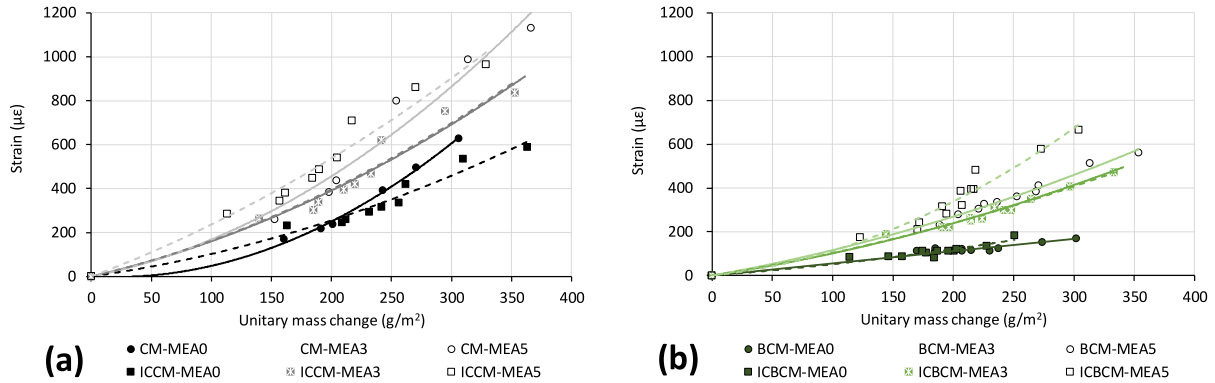 1200
1000
800
600
400
200
0
Strain (με)
0 50 100 150 200 250 300 350 400
Unitary mass change (g/m²)
(a)
CM-MEA0 CM-MEA3 CM-MEA5
ICCM-MEA0 ICCM-MEA3 ICCM-MEA5
1200
1000
800
600
400
200
0
Strain (με)
0 50 100 150 200 250 300 350 400
Unitary mass change (g/m²)
(b)
BCM-MEA0 BCM-MEA3 BCM-MEA5
ICBCM-MEA0 ICBCM-MEA3 ICBCM-MEA5